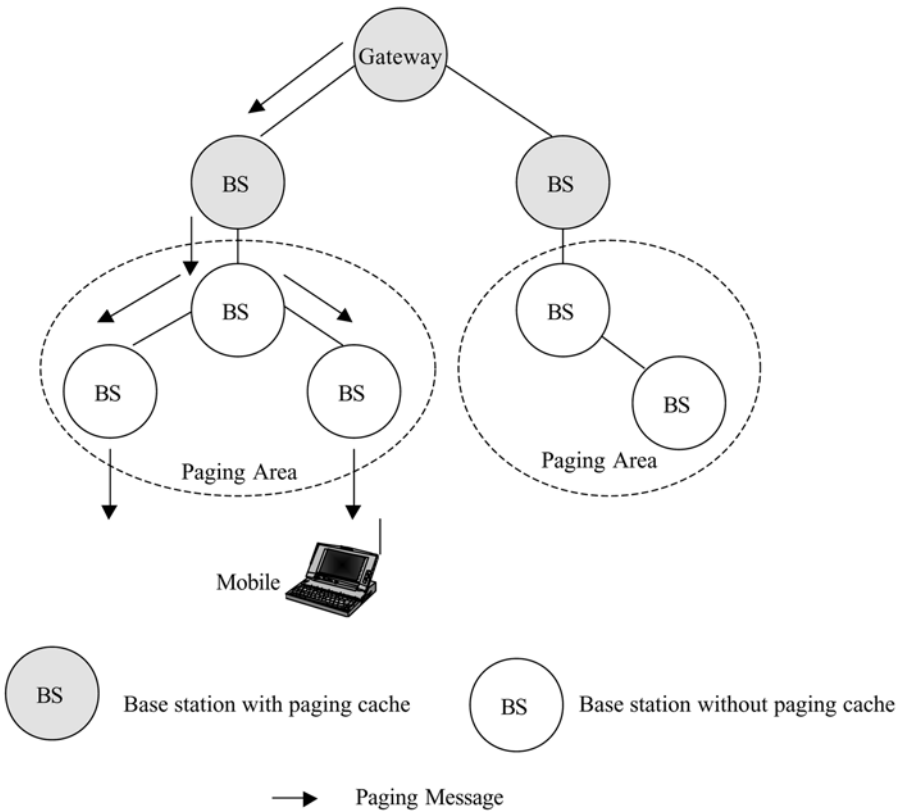 Gateway
BS
BS
BS
BS
BS
BS
BS
Paging Area
Paging Area
Mobile
BS
Base station with paging cache
BS
Base station without paging cache
Paging Message